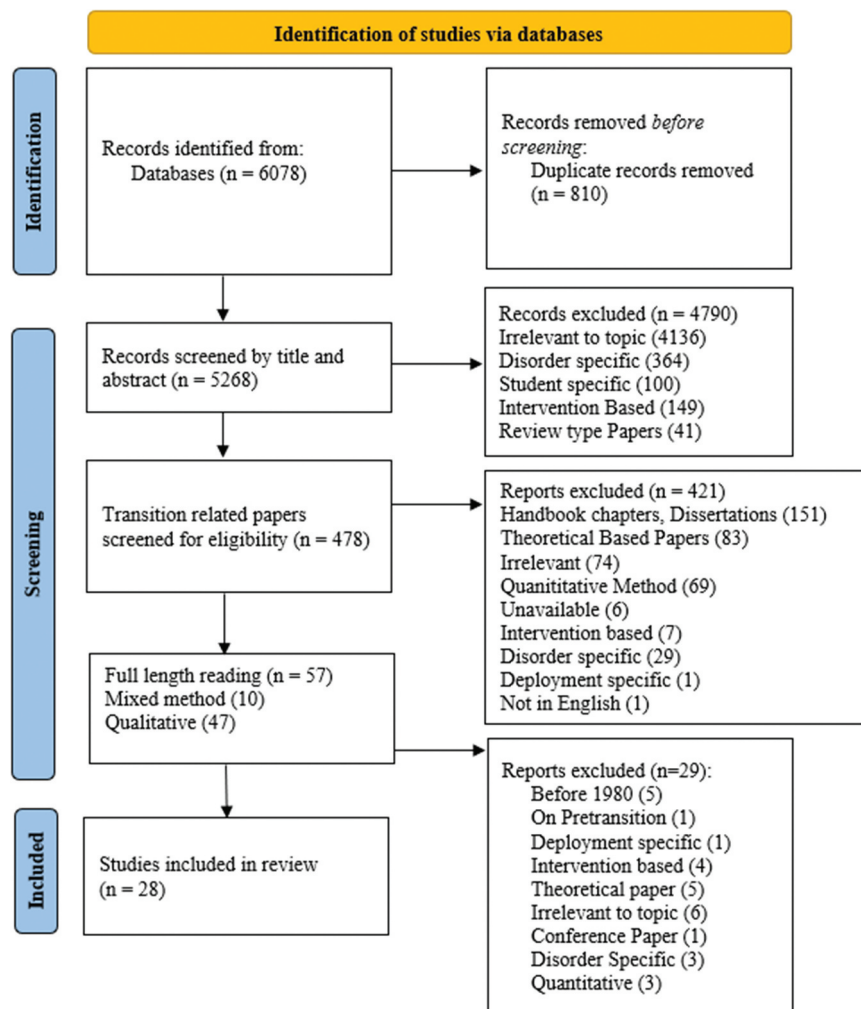 Identification of studies via databases
Identification
Records identified from:
Databases (n = 6078)
Records removed before
screening:
Duplicate records removed
(n = 810)
Screening
Records screened by title and
abstract (n = 5268)
Records excluded (n = 4790)
Irrelevant to topic (4136)
Disorder specific (364)
Student specific (100)
Intervention Based (149)
Review type Papers (41)
Transition related papers
screened for eligibility (n = 478)
Reports excluded (n = 421)
Handbook chapters, Dissertations (151)
Theoretical Based Papers (83)
Irrelevant (74)
Quanititative Method (69)
Unavailable (6)
Intervention based (7)
Disorder specific (29)
Deployment specific (1)
Not in English (1)
Full length reading (n = 57)
Mixed method (10)
Qualitative (47)
Reports excluded (n=29):
Before 1980 (5)
On Pretransition (1)
Deployment specific (1)
Intervention based (4)
Theoretical paper (5)
Irrelevant to topic (6)
Conference Paper (1)
Disorder Specific (3)
Quantitative (3)
Included
Studies included in review
(n = 28)